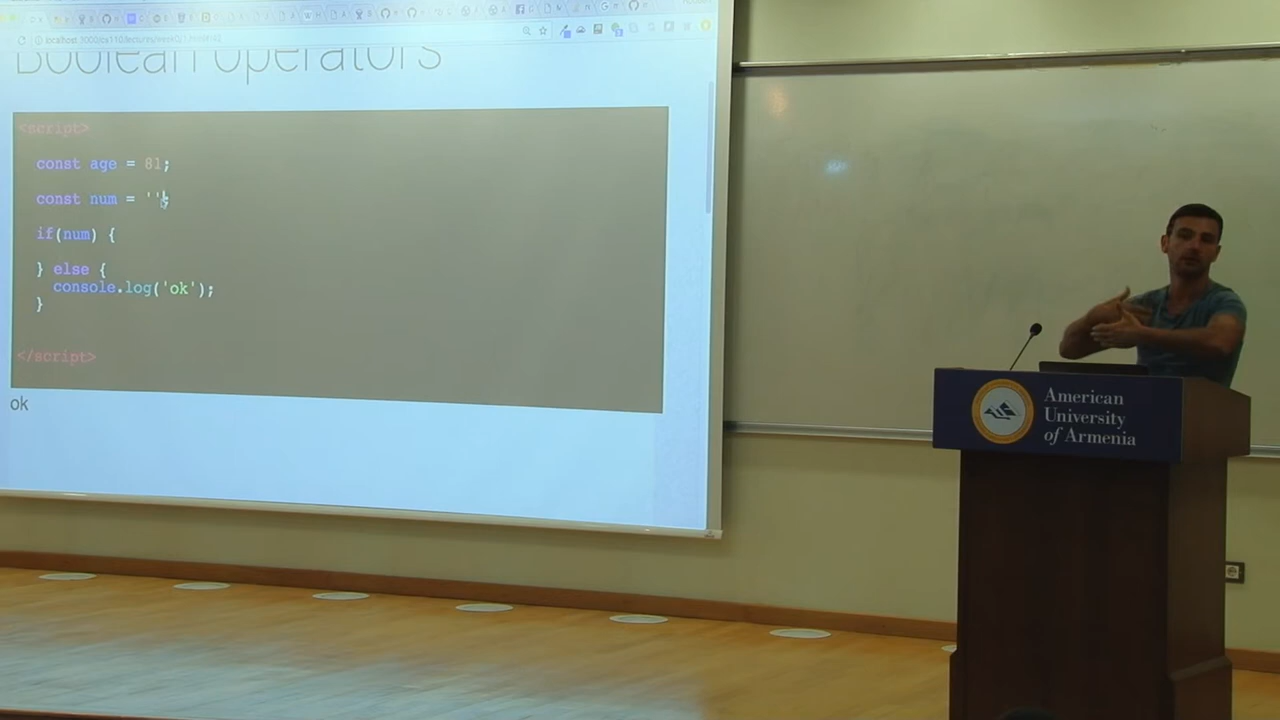 Boolean operators
<script>
const age = 81;
const num = '';
if(num) {
} else {
console.log('ok');
}
</script>
ok
American
University
of Armenia